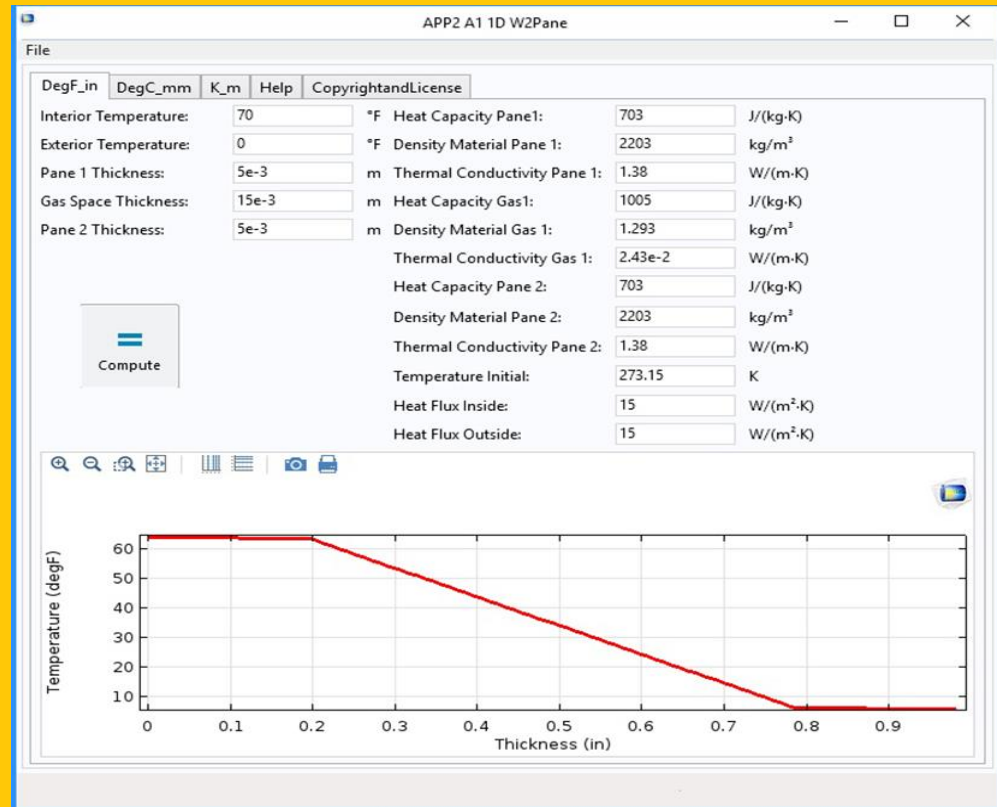 APP2 A1 1D W2Pane
File
DegF_in DegC_mm K_m Help CopyrightandLicense
Interior Temperature: 70 °F Heat Capacity Pane1: 703 J/(kg·K)
Exterior Temperature: 0 °F Density Material Pane 1: 2203 kg/m³
Pane 1 Thickness: 5e-3 m Thermal Conductivity Pane 1: 1.38 W/(m·K)
Gas Space Thickness: 15e-3 m Heat Capacity Gas1: 1005 J/(kg·K)
Pane 2 Thickness: 5e-3 m Density Material Gas 1: 1.293 kg/m³
Thermal Conductivity Gas 1: 2.43e-2 W/(m·K)
Heat Capacity Pane 2: 703 J/(kg·K)
Density Material Pane 2: 2203 kg/m³
Thermal Conductivity Pane 2: 1.38 W/(m·K)
Compute
Temperature Initial: 273.15 K
Heat Flux Inside: 15 W/(m²·K)
Heat Flux Outside: 15 W/(m²·K)
Temperature (degF)
60
50
40
30
20
10
0 0.1 0.2 0.3 0.4 0.5 0.6 0.7 0.8 0.9
Thickness (in)